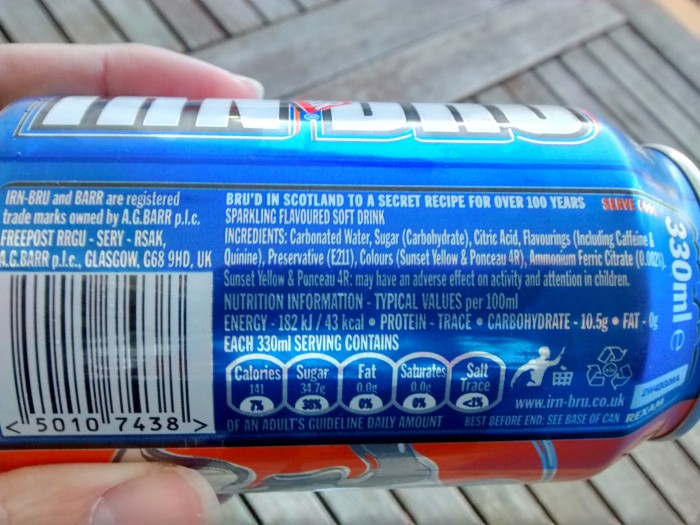 IRN-BRU
IRN-BRU and BARR are registered
trade marks owned by A.G.BARR p.l.c.
FREEPOST RRGU - SERY - RSAK,
A.G.BARR p.l.c., GLASGOW, G68 9HD, UK
5010 7438 >
BRU'D IN SCOTLAND TO A SECRET RECIPE FOR OVER 100 YEARS SERVE
SPARKLING FLAVOURED SOFT DRINK
INGREDIENTS: Carbonated Water, Sugar (Carbohydrate), Citric Acid, Flavourings (Including Caffeine &
Quinine), Preservative (E211), Colours (Sunset Yellow & Ponceau 4R), Ammonium Ferric Citrate (0.002%).
Sunset Yellow & Ponceau 4R: may have an adverse effect on activity and attention in children.
NUTRITION INFORMATION - TYPICAL VALUES per 100ml
ENERGY - 182 kJ / 43 kcal • PROTEIN - TRACE • CARBOHYDRATE - 10.5g • FAT - 0g
EACH 330ml SERVING CONTAINS
Calories Sugar Fat Saturates Salt
141 34.7g 0.0g 0.0g Trace
7% 38% 0% 0% <1%
OF AN ADULT'S GUIDELINE DAILY AMOUNT
www.irn-bru.co.uk
BEST BEFORE END: SEE BASE OF CAN
REXAM
330ml e